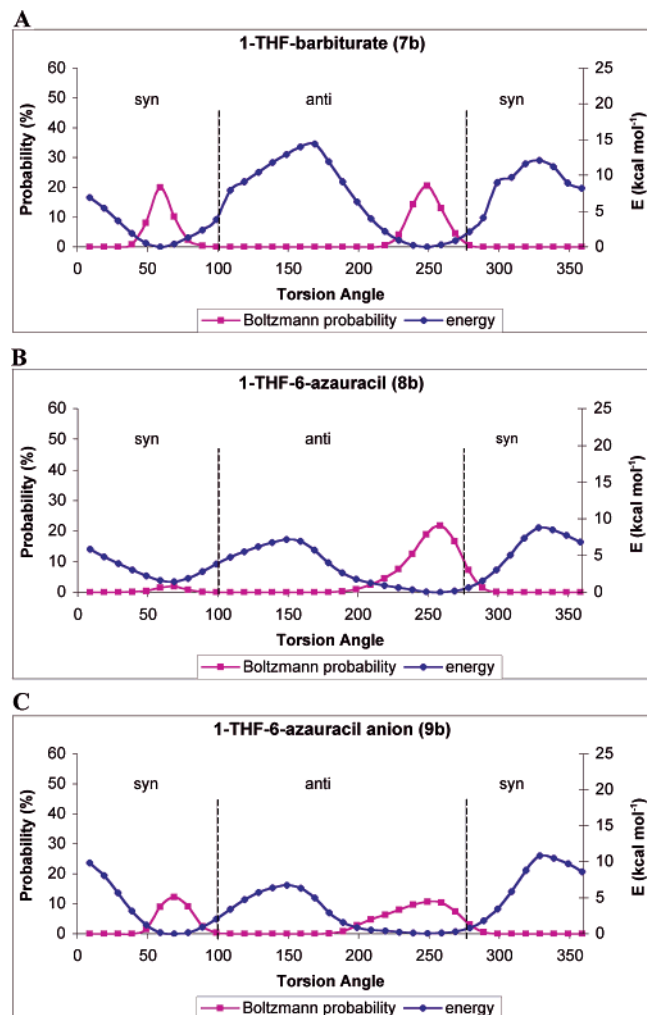 A
1-THF-barbiturate (7b)
syn anti syn
Probability (%)
60
50
40
30
20
10
0
E (kcal mol⁻¹)
25
20
15
10
5
0
0 50 100 150 200 250 300 350
Torsion Angle
Boltzmann probability energy
B
1-THF-6-azauracil (8b)
syn anti syn
Probability (%)
60
50
40
30
20
10
0
E (kcal mol⁻¹)
25
20
15
10
5
0
0 50 100 150 200 250 300 350
Torsion Angle
Boltzmann probability energy
C
1-THF-6-azauracil anion (9b)
syn anti syn
Probability (%)
60
50
40
30
20
10
0
E (kcal mol⁻¹)
25
20
15
10
5
0
0 50 100 150 200 250 300 350
Torsion Angle
Boltzmann probability energy